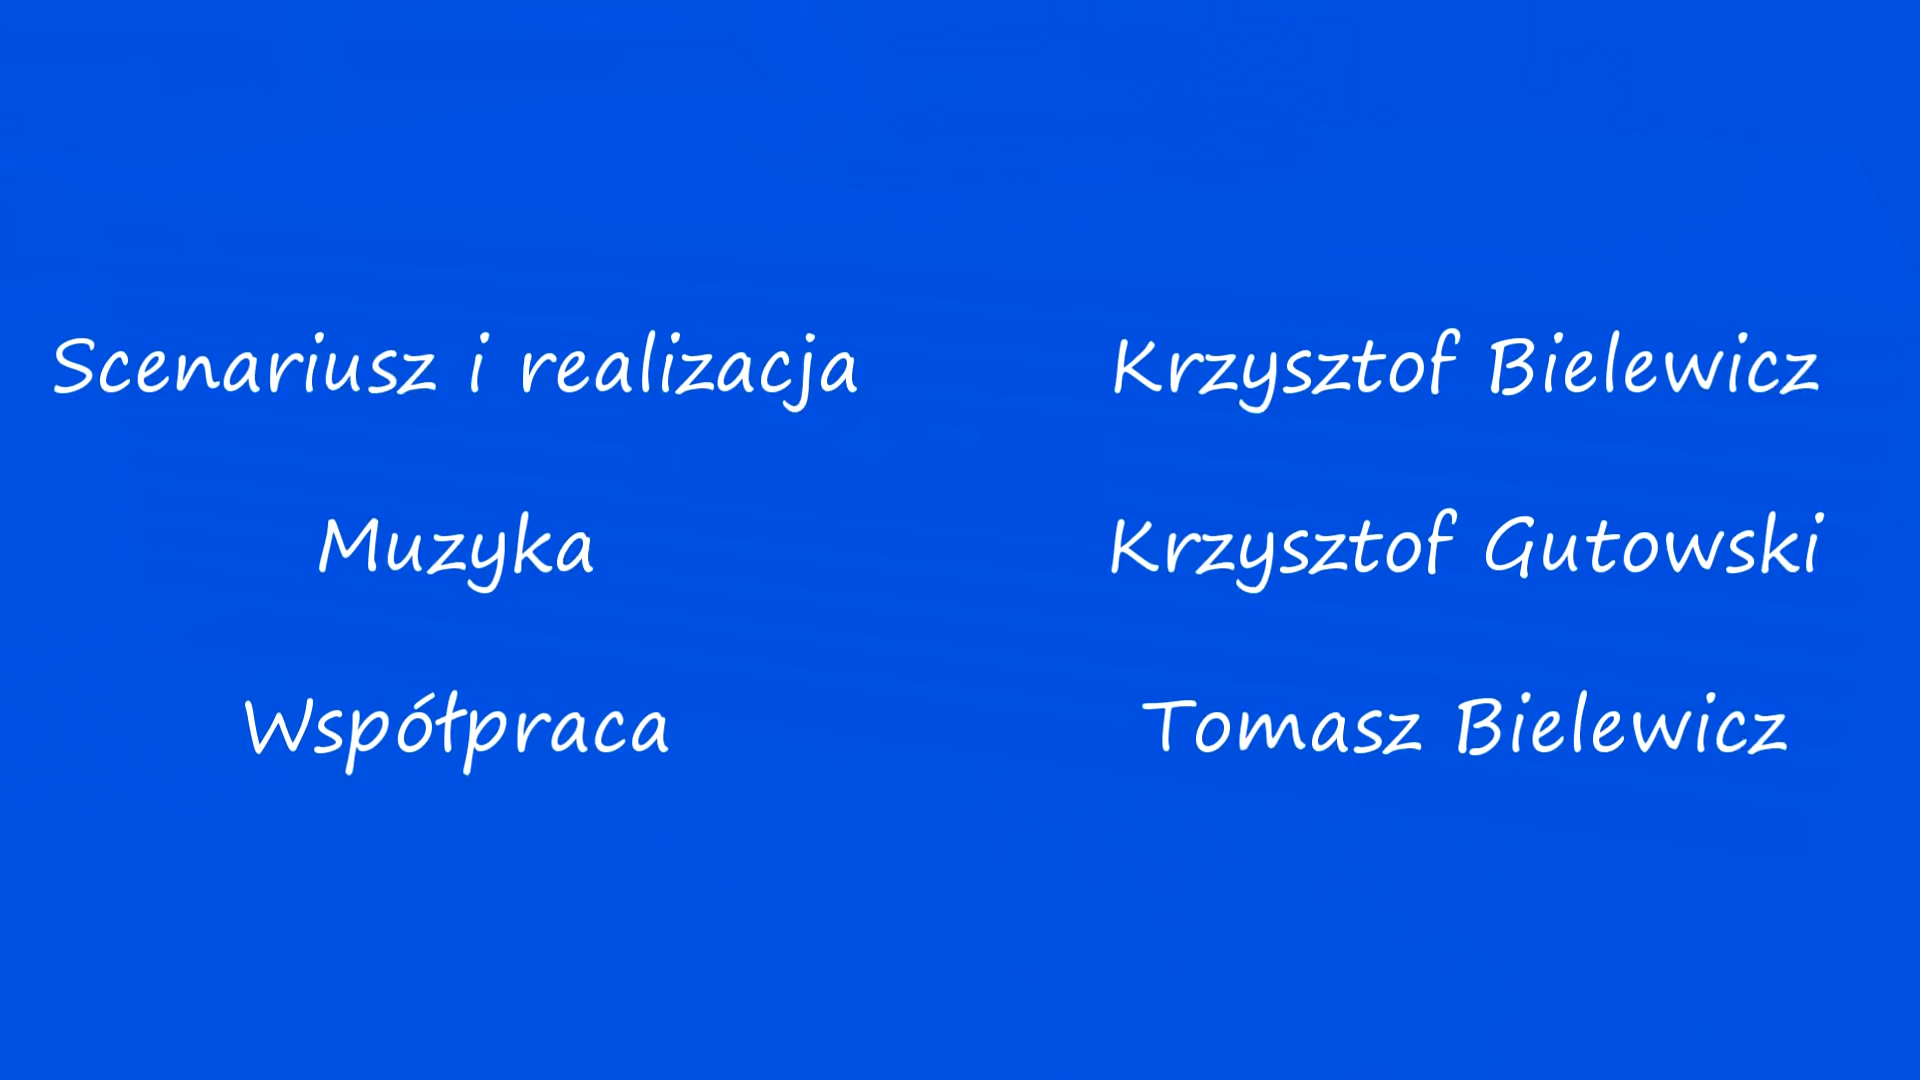 Scenariusz i realizacja Krzysztof Bielewicz
Muzyka Krzysztof Gutowski
Współpraca Tomasz Bielewicz